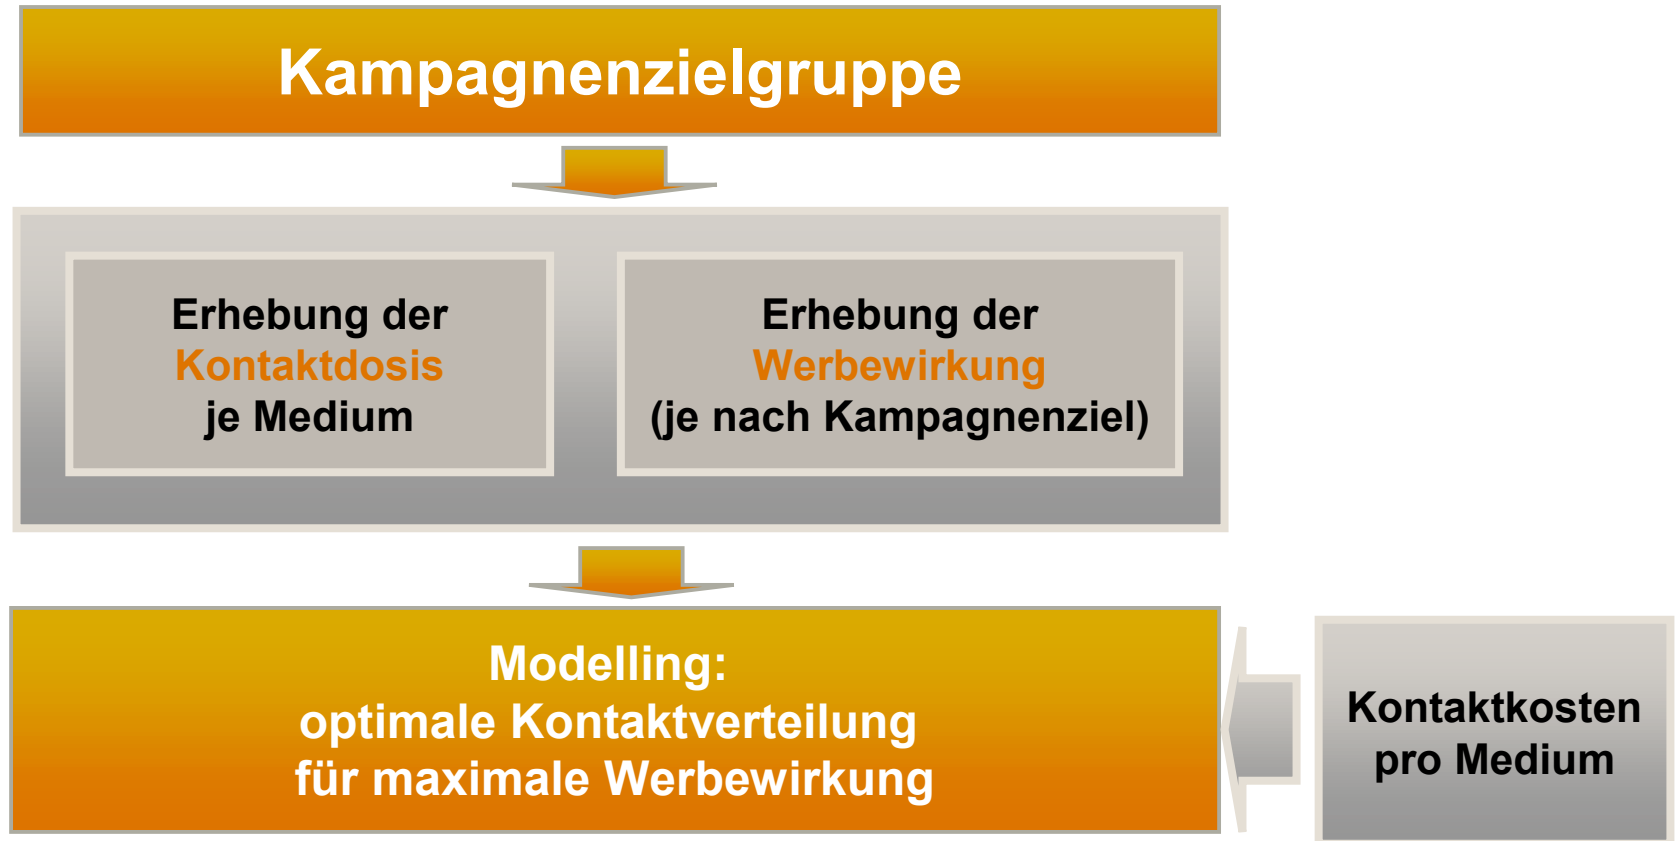 Kampagnenzielgruppe
Erhebung der
Kontaktdosis
je Medium
Erhebung der
Werbewirkung
(je nach Kampagnenziel)
Modelling:
optimale Kontaktverteilung
für maximale Werbewirkung
Kontaktkosten
pro Medium